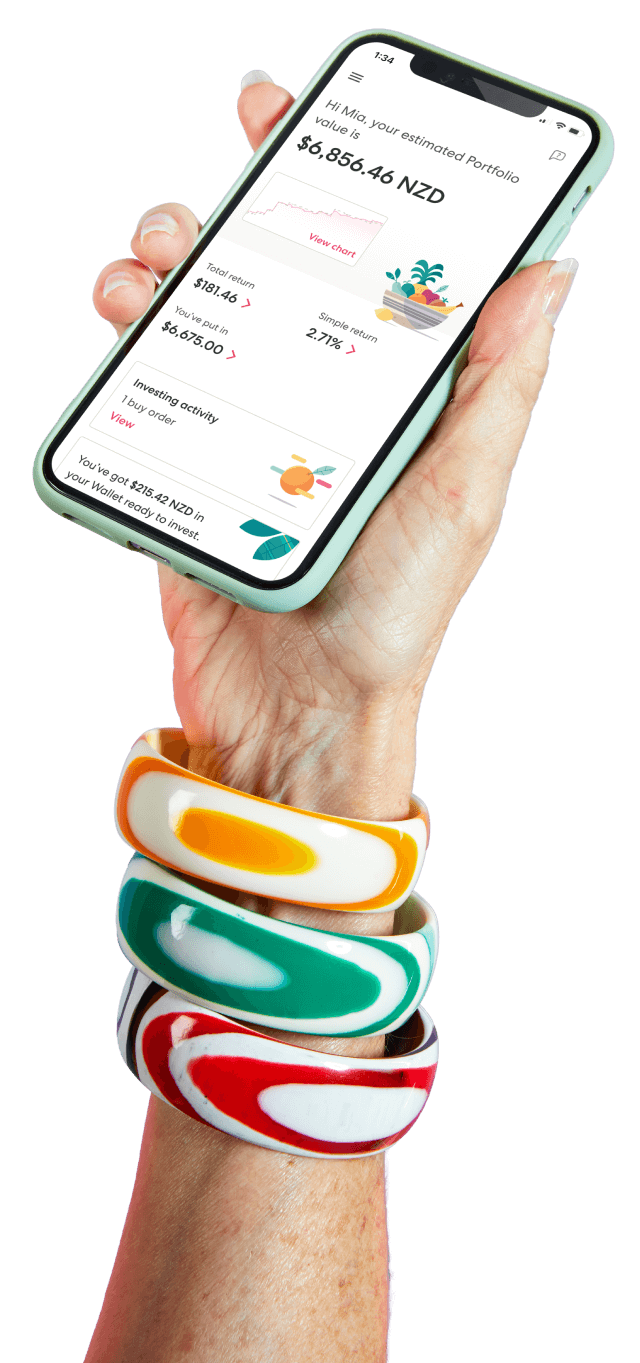 1:34
Hi Mia, your estimated Portfolio
value is
$6,856.46 NZD
View chart
Total return
$181.46
Simple return
2.71%
You've put in
$6,675.00
Investing activity
1 buy order
View
You've got $215.42 NZD in
your Wallet ready to invest.